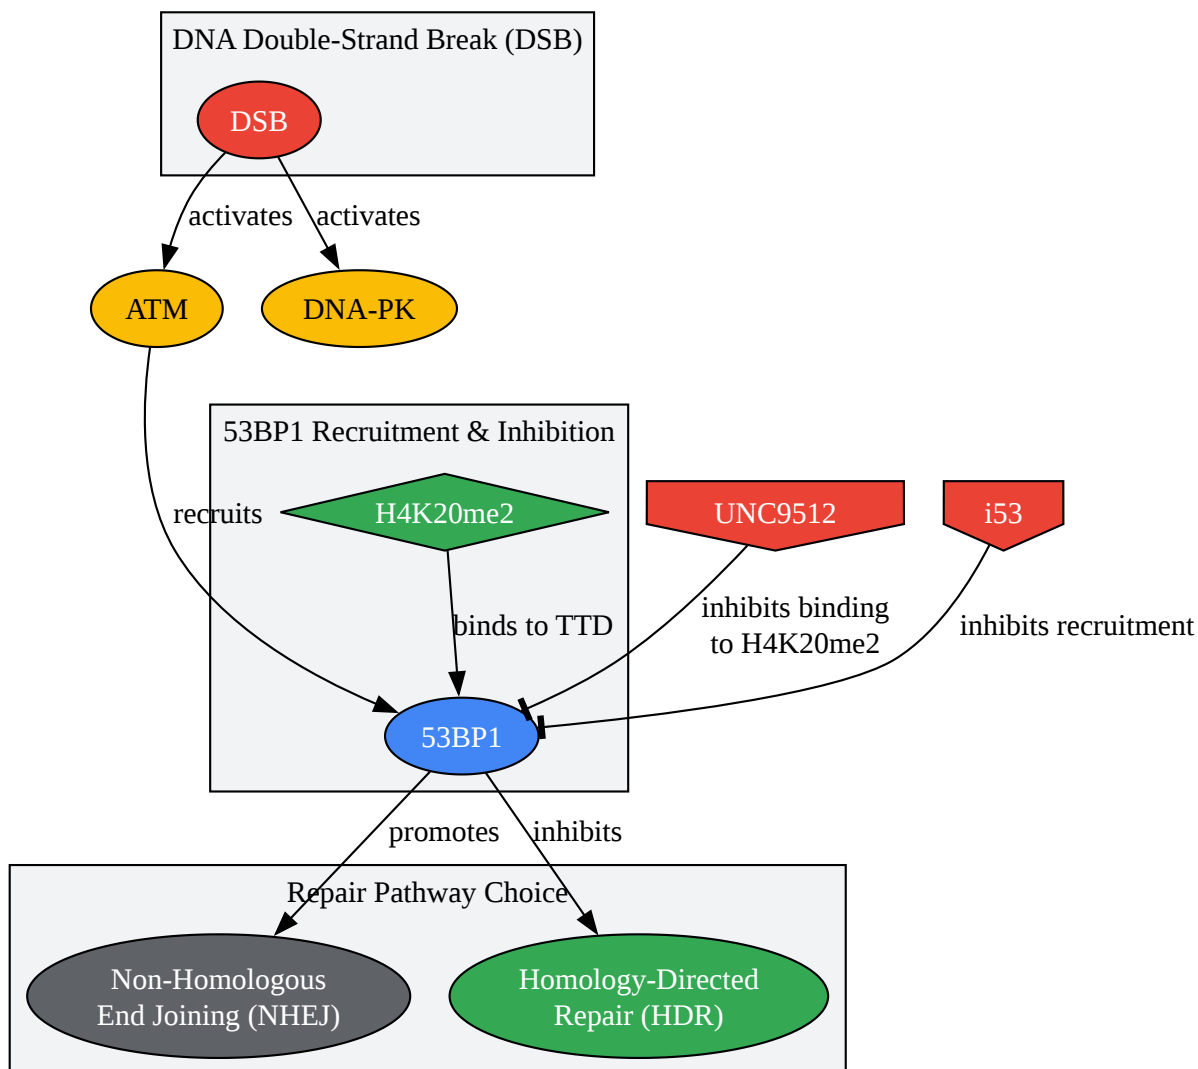 DNA Double-Strand Break (DSB)
DSB
activates
activates
ATM
DNA-PK
53BP1 Recruitment & Inhibition
recruits
H4K20me2
UNC9512
i53
binds to TTD
inhibits binding
to H4K20me2
inhibits recruitment
53BP1
promotes
inhibits
Repair Pathway Choice
Non-Homologous
End Joining (NHEJ)
Homology-Directed
Repair (HDR)